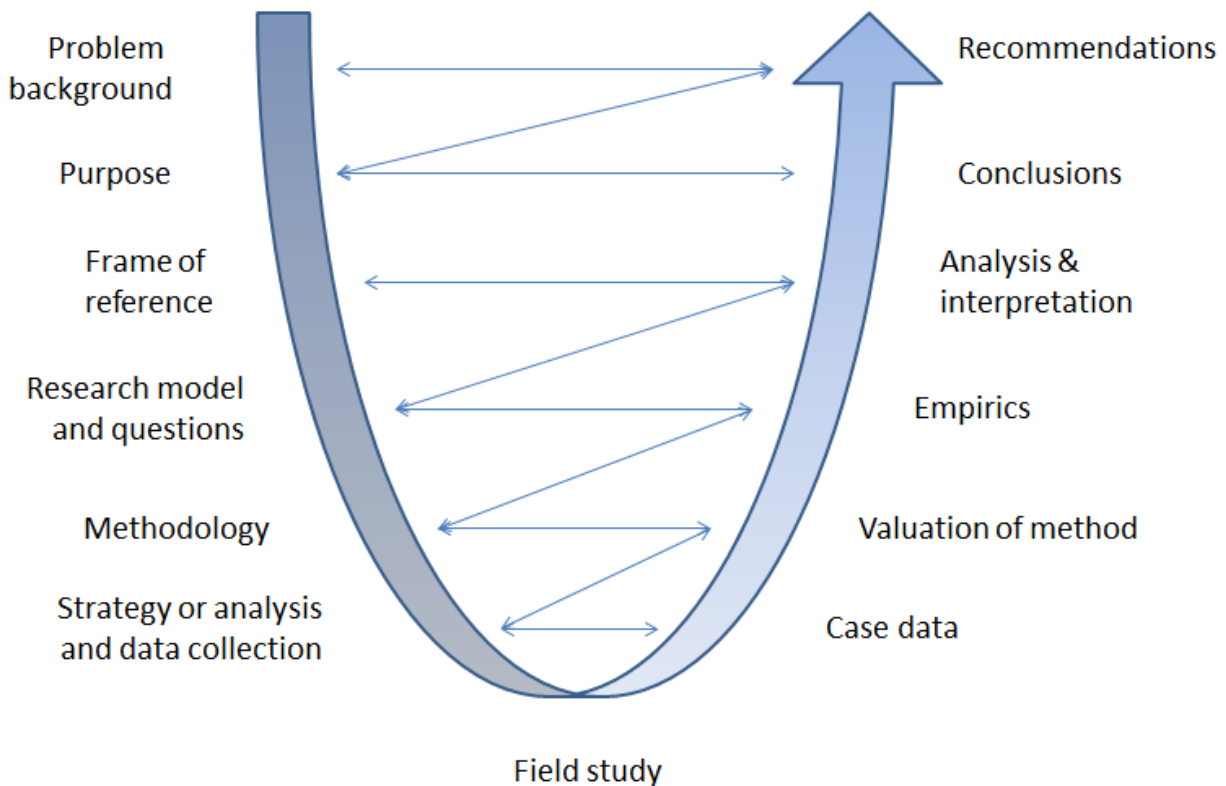 Problem
background
Recommendations
Purpose
Conclusions
Frame of
reference
Analysis &
interpretation
Research model
and questions
Empirics
Methodology
Valuation of method
Strategy or analysis
and data collection
Case data
Field study